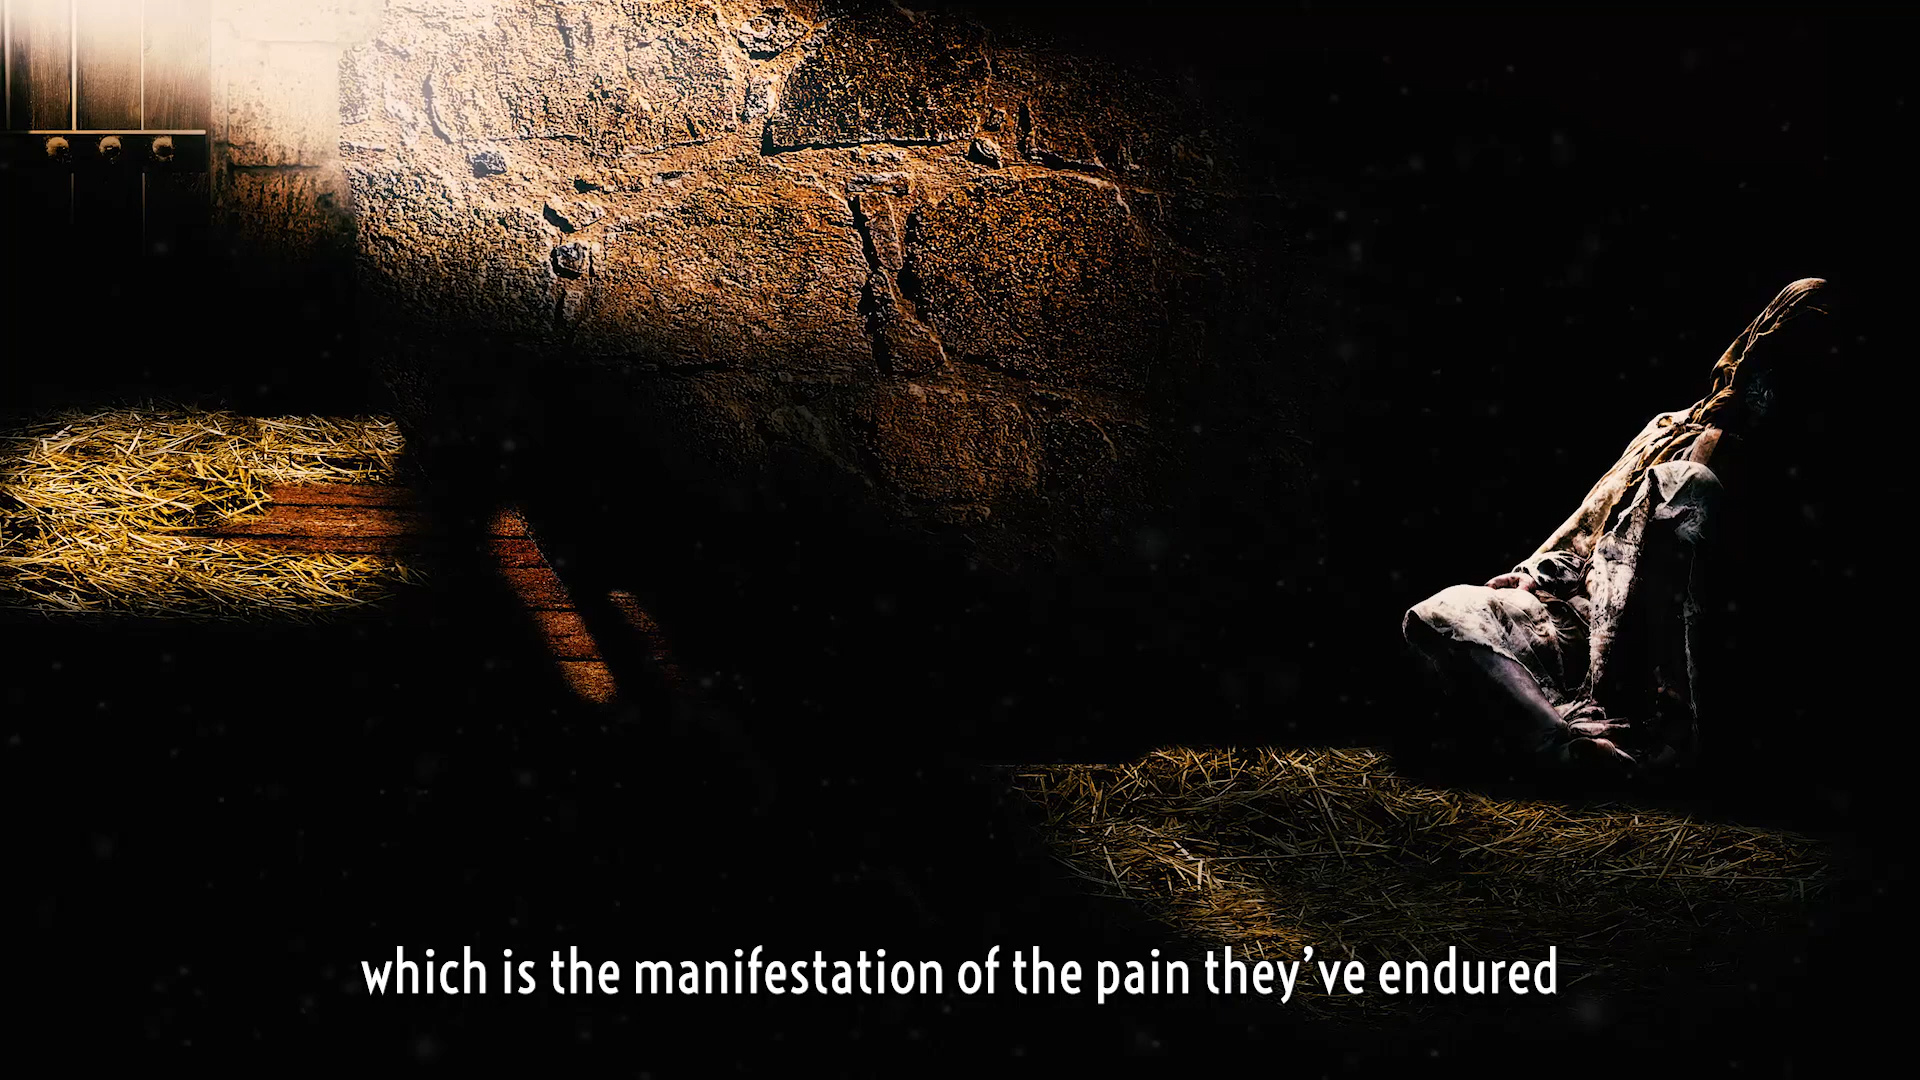 which is the manifestation of the pain they've endured